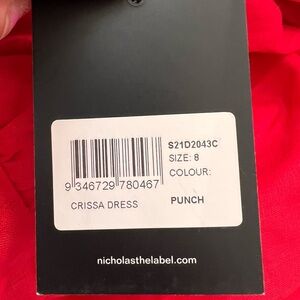 S21D2043C
SIZE: 8
COLOUR:
9 346729 780467
CRISSA DRESS
PUNCH
nicholasthelabel.com